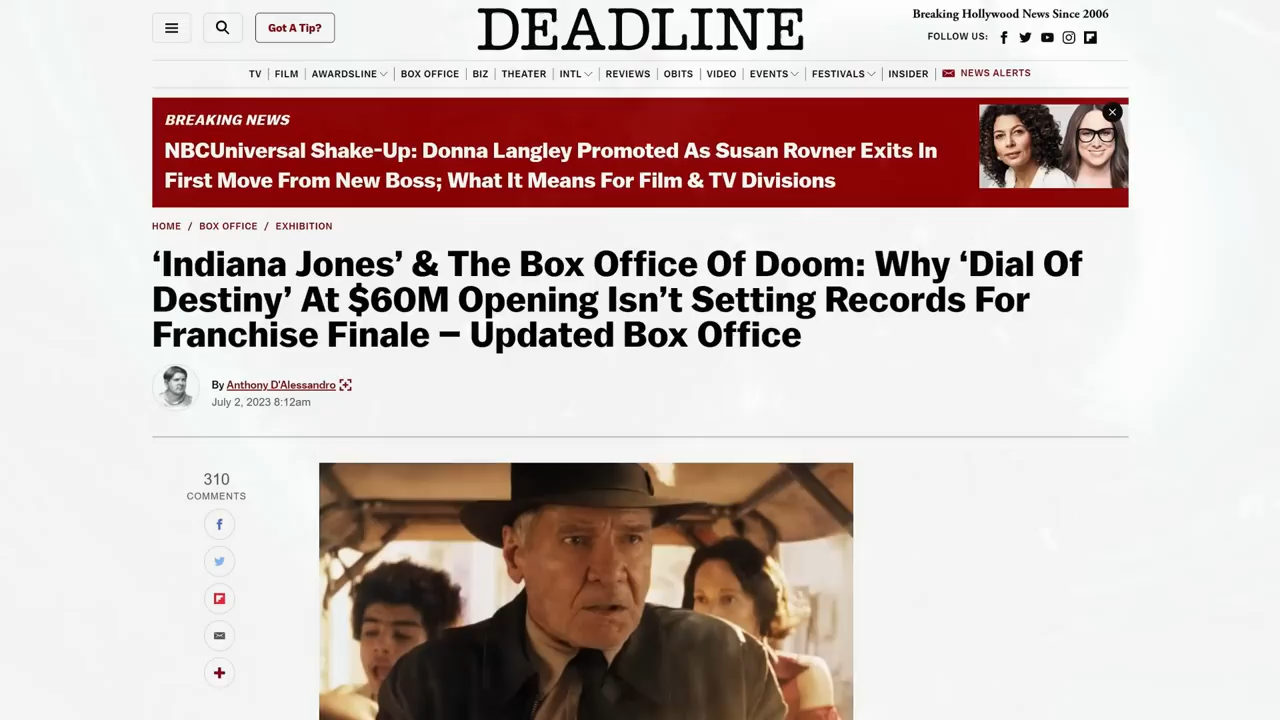 Got A Tip?
DEADLINE
Breaking Hollywood News Since 2006
FOLLOW US:
TV FILM AWARDSLINE BOX OFFICE BIZ THEATER INTL REVIEWS OBITS VIDEO EVENTS FESTIVALS INSIDER NEWS ALERTS
BREAKING NEWS
NBCUniversal Shake-Up: Donna Langley Promoted As Susan Rovner Exits In
First Move From New Boss; What It Means For Film & TV Divisions
HOME / BOX OFFICE / EXHIBITION
‘Indiana Jones’ & The Box Office Of Doom: Why ‘Dial Of
Destiny’ At $60M Opening Isn’t Setting Records For
Franchise Finale – Updated Box Office
By Anthony D'Alessandro
July 2, 2023 8:12am
310
COMMENTS